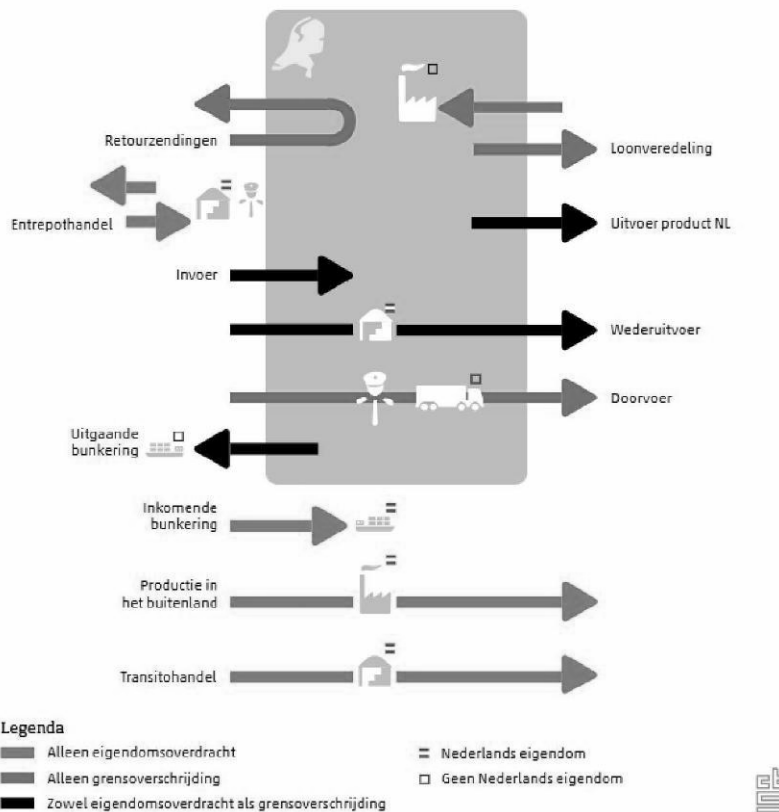 Retourzendingen
Loonveredeling
Entrepothandel
Uitvoer product NL
Invoer
Wederuitvoer
Doorvoer
Uitgaande
bunkering
Inkomende
bunkering
Productie in
het buitenland
Transitohandel
Legenda
Alleen eigendomsoverdracht
Nederlands eigendom
Alleen grensoverschrijding
Geen Nederlands eigendom
Zowel eigendomsoverdracht als grensoverschrijding